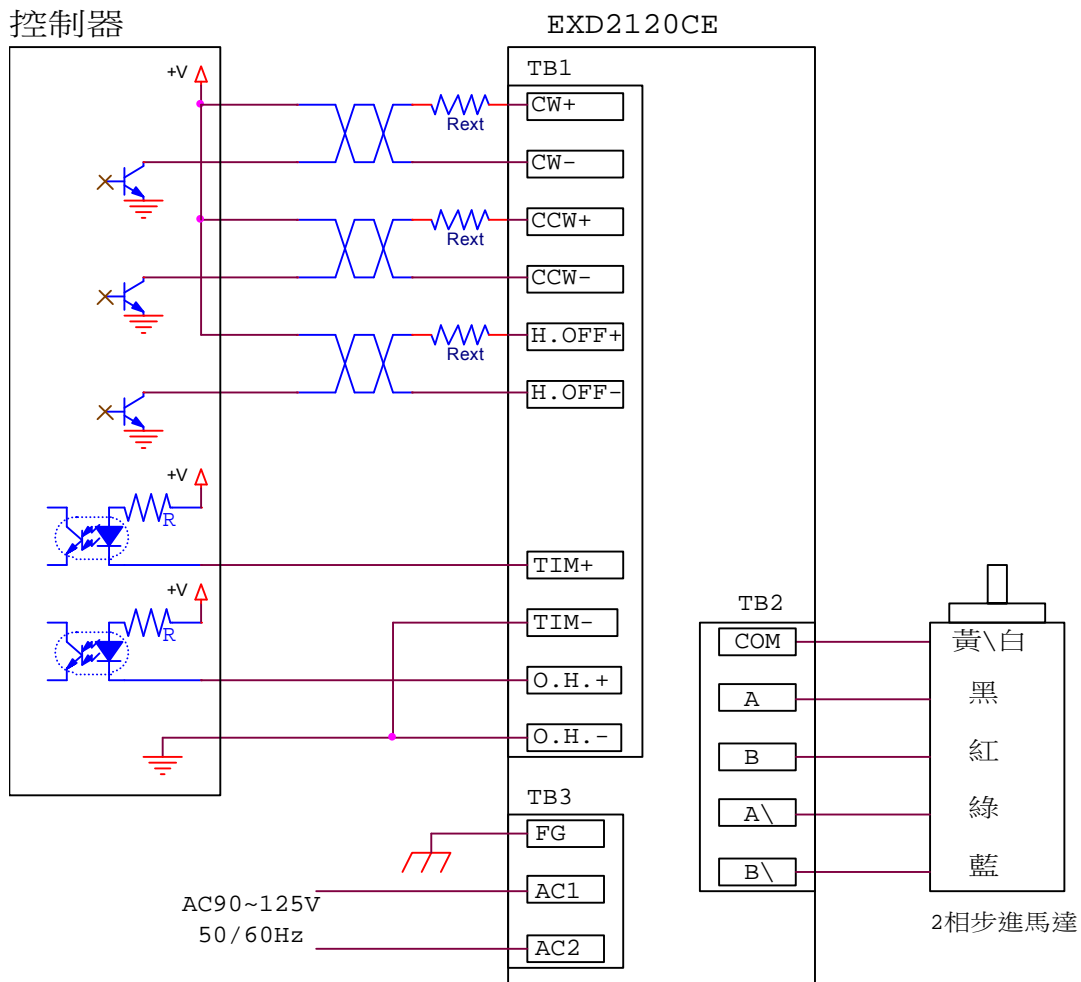 控制器
EXD2120CE
+V
TB1
CW+
Rext
CW-
CCW+
Rext
CCW-
H.OFF+
Rext
H.OFF-
+V
R
TIM+
+V
R
TIM-
O.H.+
O.H.-
TB2
COM
黃\白
A
黑
B
紅
A\
綠
B\
藍
2相步進馬達
TB3
FG
AC1
AC90~125V
50/60Hz
AC2